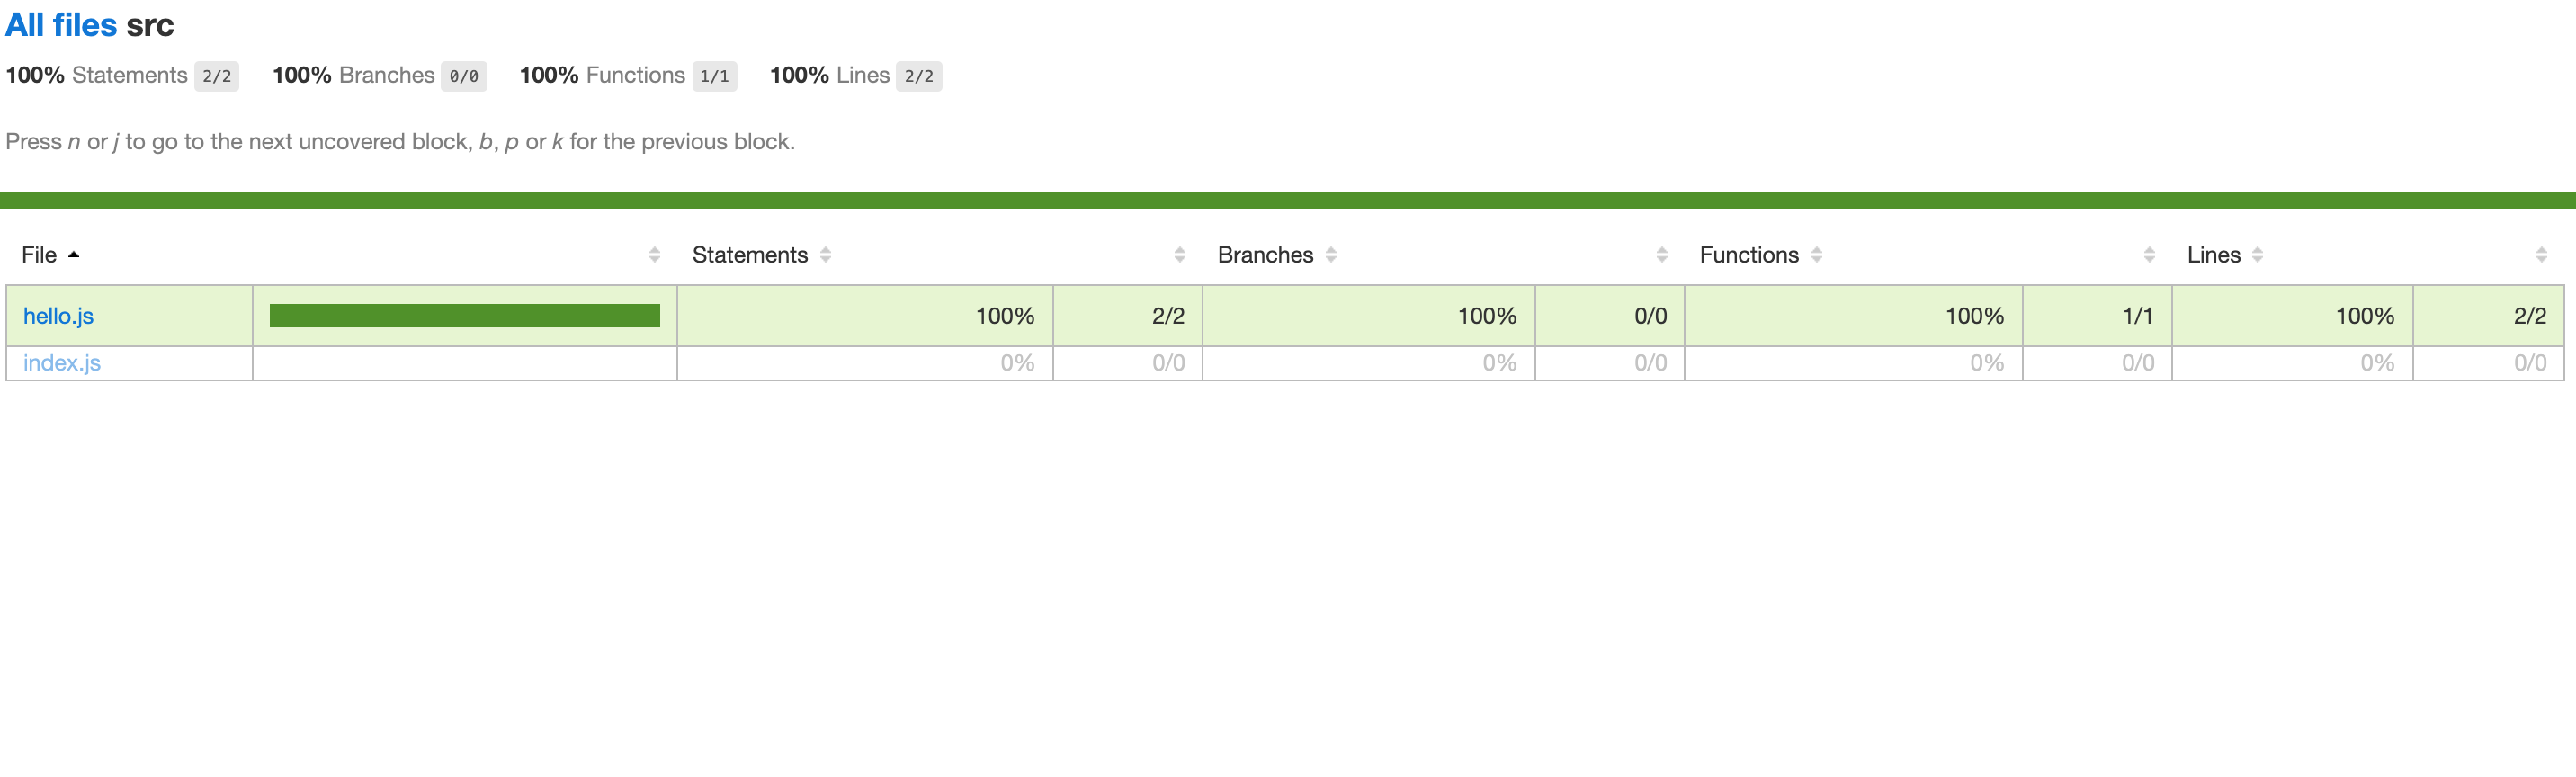 All files src
100% Statements 2/2 100% Branches 0/0 100% Functions 1/1 100% Lines 2/2
Press n or j to go to the next uncovered block, b, p or k for the previous block.
File Statements Branches Functions Lines
hello.js 100% 2/2 100% 0/0 100% 1/1 100% 2/2
index.js 0% 0/0 0% 0/0 0% 0/0 0% 0/0